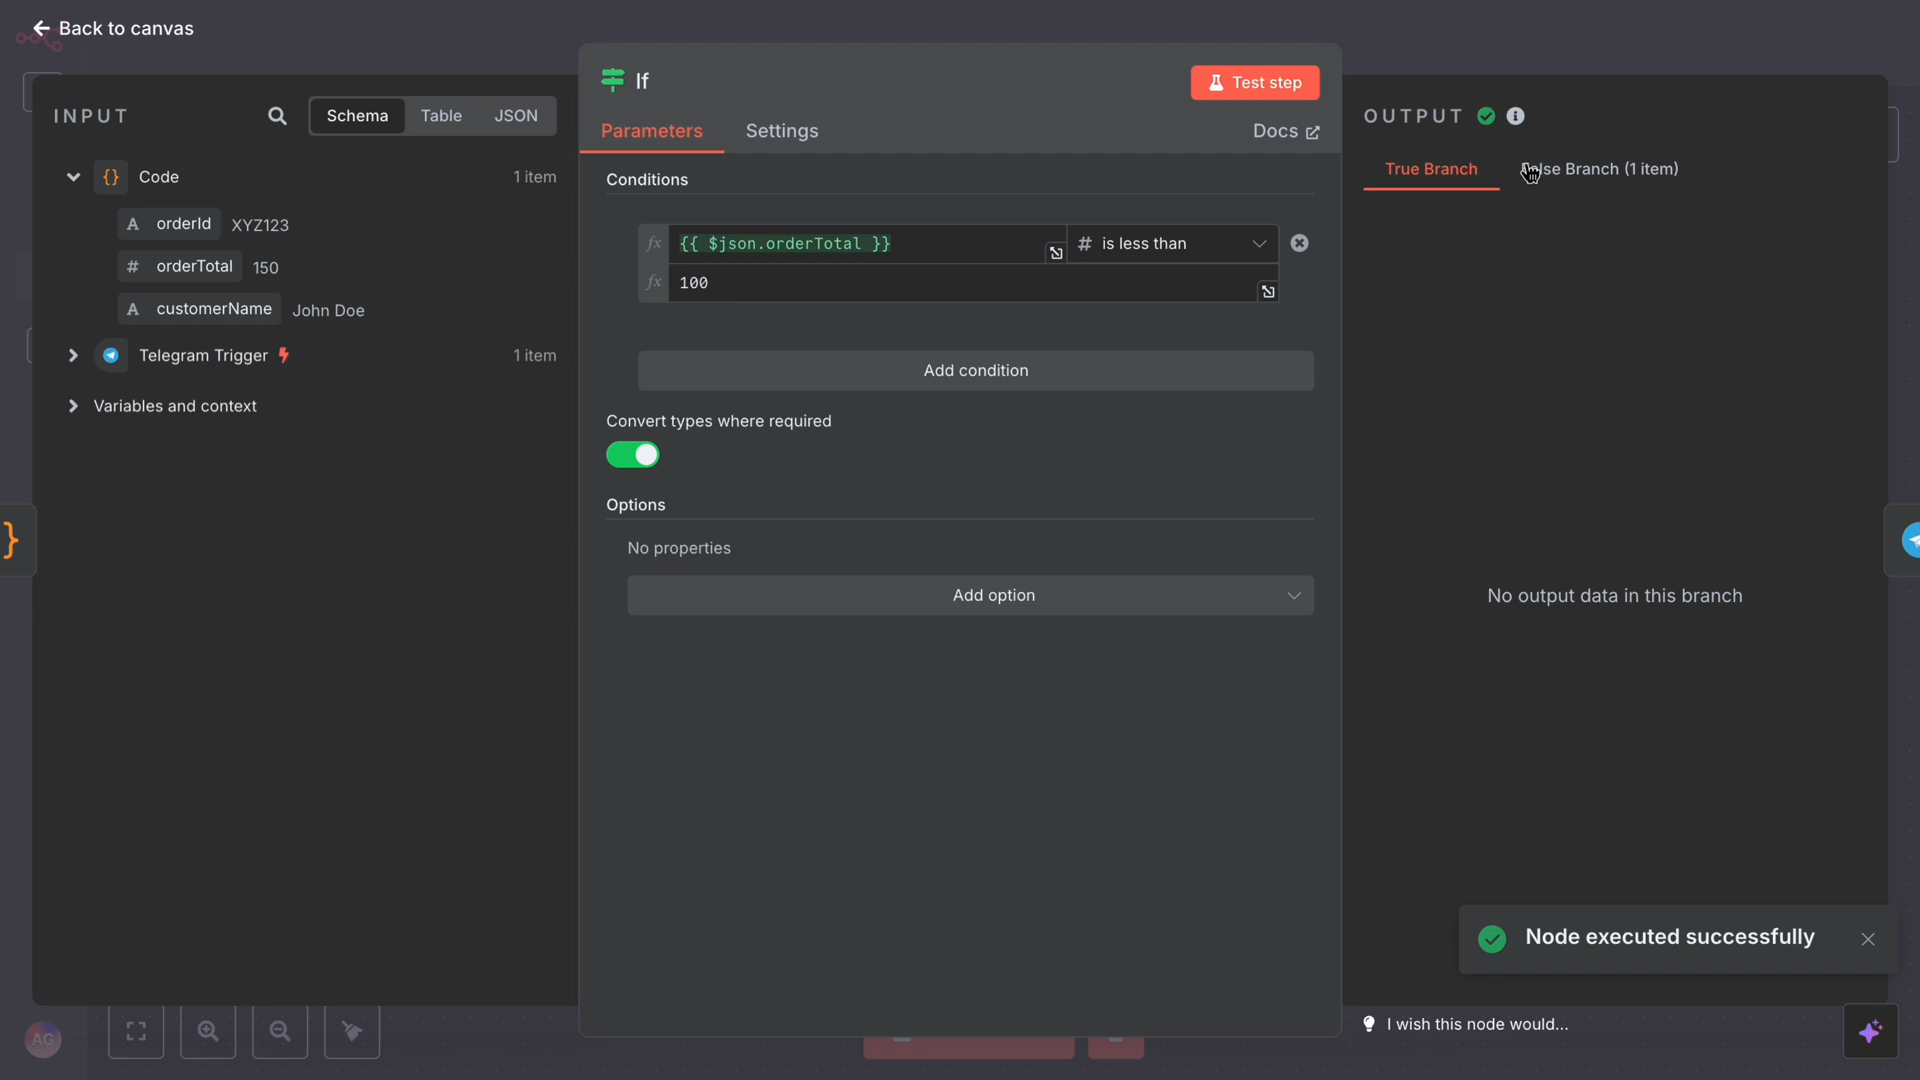 Back to canvas
INPUT
Schema
Table
JSON
{} Code
1 item
A orderId XYZ123
# orderTotal 150
A customerName John Doe
Telegram Trigger
1 item
Variables and context
If
Test step
Parameters
Settings
Docs
Conditions
fx {{ $json.orderTotal }}
# is less than
fx 100
Add condition
Convert types where required
Options
No properties
Add option
OUTPUT
True Branch
Branch (1 item)
No output data in this branch
Node executed successfully
I wish this node would...
}
AG